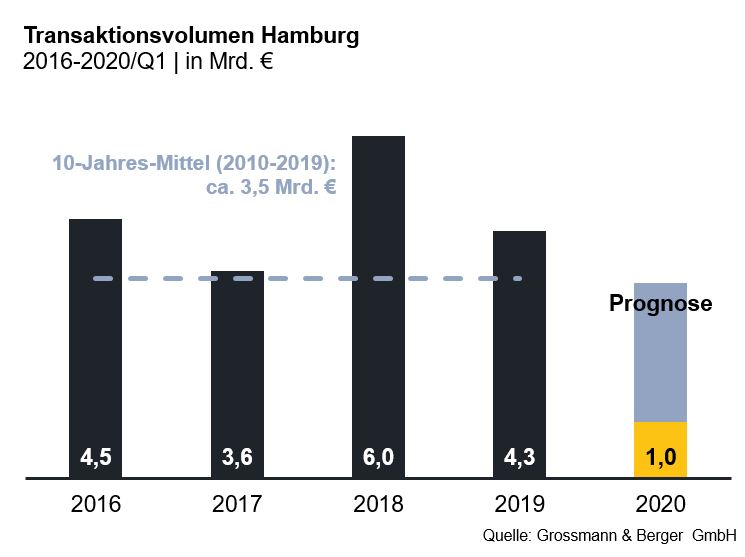 Transaktionsvolumen Hamburg
2016-2020/Q1 | in Mrd. €
10-Jahres-Mittel (2010-2019):
ca. 3,5 Mrd. €
Prognose
4,5 3,6 6,0 4,3 1,0
2016 2017 2018 2019 2020
Quelle: Grossmann & Berger GmbH